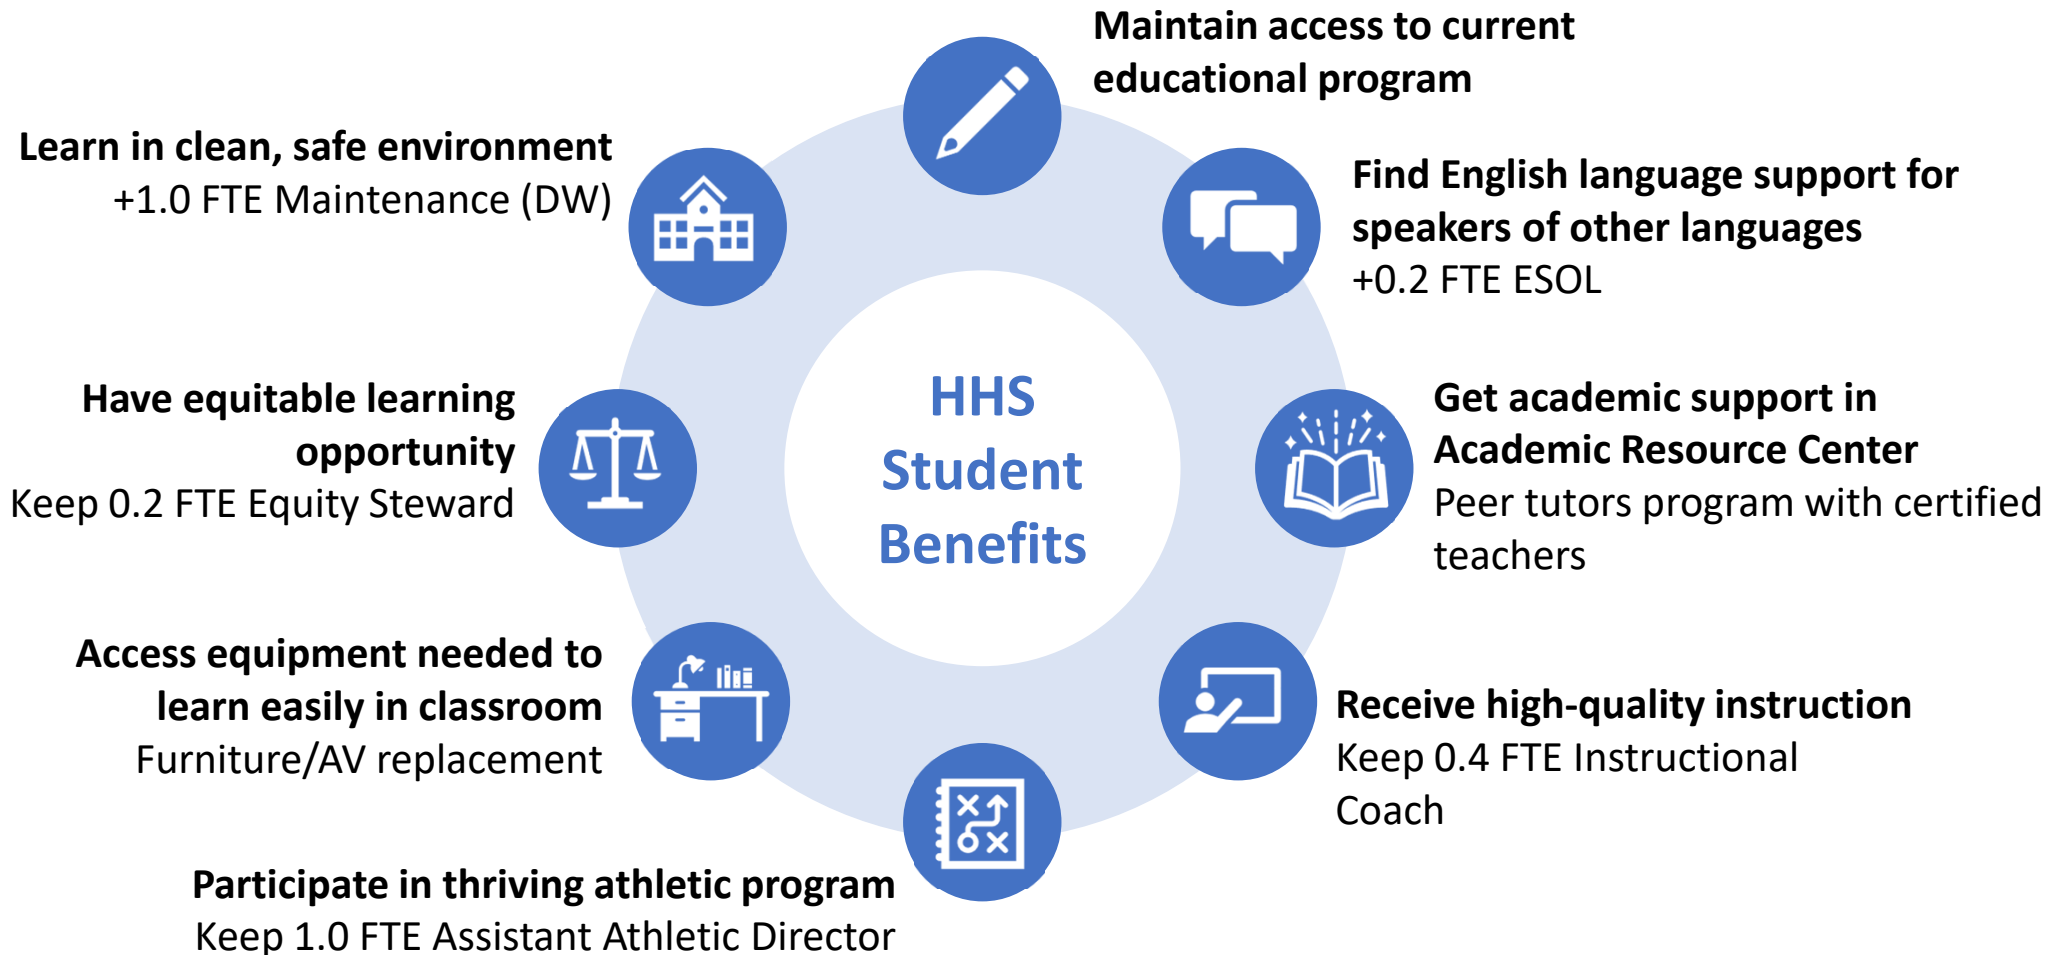 Maintain access to current
educational program
Find English language support for
speakers of other languages
+0.2 FTE ESOL
Get academic support in
Academic Resource Center
Peer tutors program with certified
teachers
Receive high-quality instruction
Keep 0.4 FTE Instructional
Coach
Participate in thriving athletic program
Keep 1.0 FTE Assistant Athletic Director
Access equipment needed to
learn easily in classroom
Furniture/AV replacement
Have equitable learning
opportunity
Keep 0.2 FTE Equity Steward
Learn in clean, safe environment
+1.0 FTE Maintenance (DW)
HHS
Student
Benefits